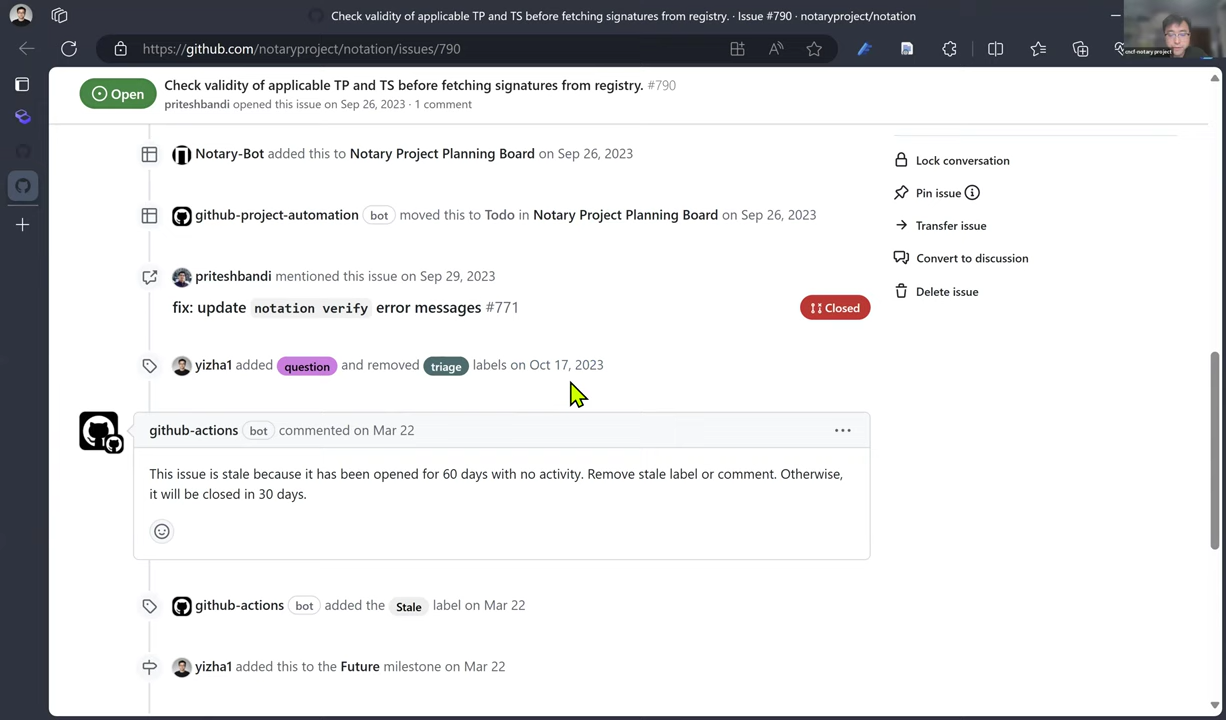 Check validity of applicable TP and TS before fetching signatures from registry. · Issue #790 · notaryproject/notation
https://github.com/notaryproject/notation/issues/790
cncf-notary project
Open
Check validity of applicable TP and TS before fetching signatures from registry. #790
priteshbandi opened this issue on Sep 26, 2023 · 1 comment
Notary-Bot added this to Notary Project Planning Board on Sep 26, 2023
github-project-automation bot moved this to Todo in Notary Project Planning Board on Sep 26, 2023
priteshbandi mentioned this issue on Sep 29, 2023
fix: update notation verify error messages #771
Closed
yizha1 added question and removed triage labels on Oct 17, 2023
github-actions bot commented on Mar 22
This issue is stale because it has been opened for 60 days with no activity. Remove stale label or comment. Otherwise,
it will be closed in 30 days.
github-actions bot added the Stale label on Mar 22
yizha1 added this to the Future milestone on Mar 22
Lock conversation
Pin issue
Transfer issue
Convert to discussion
Delete issue